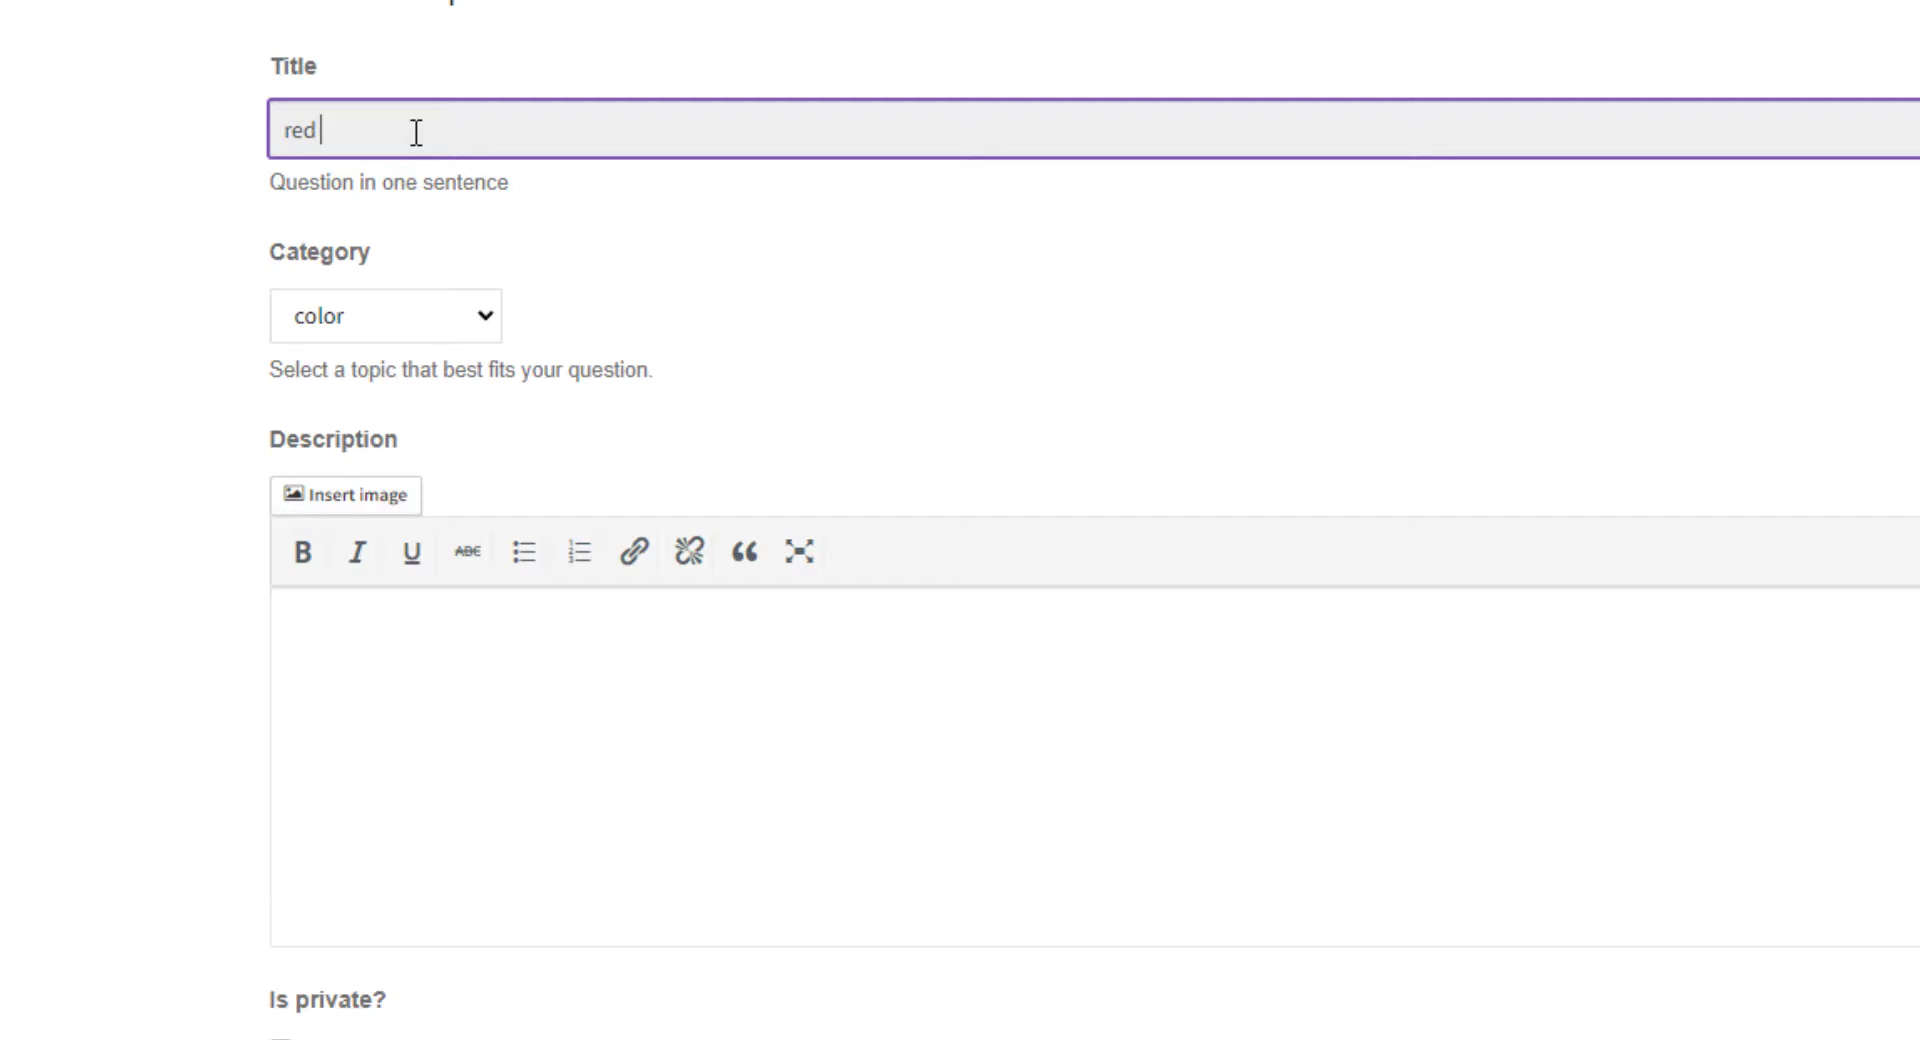 Title
red
Question in one sentence
Category
color
Select a topic that best fits your question.
Description
Insert image
B I U ABC
Is private?